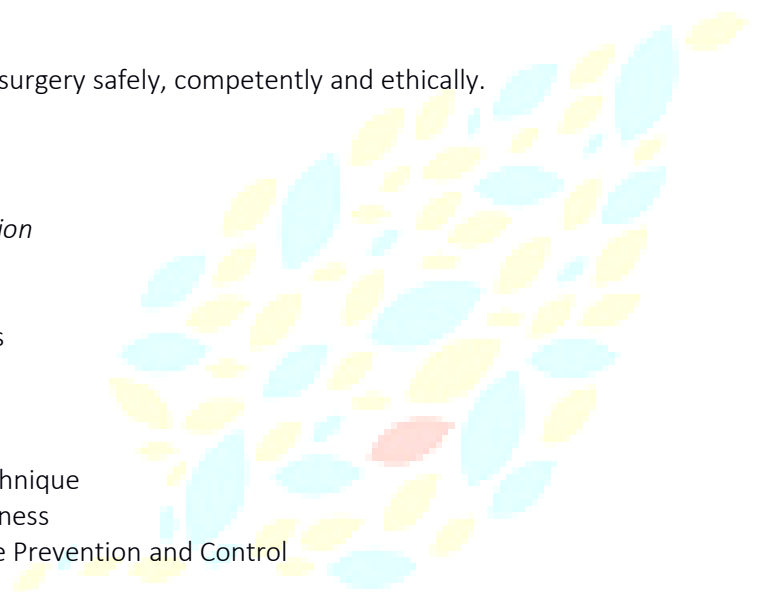 surgery safely, competently and ethically.
ion
s
hnique
ness
e Prevention and Control